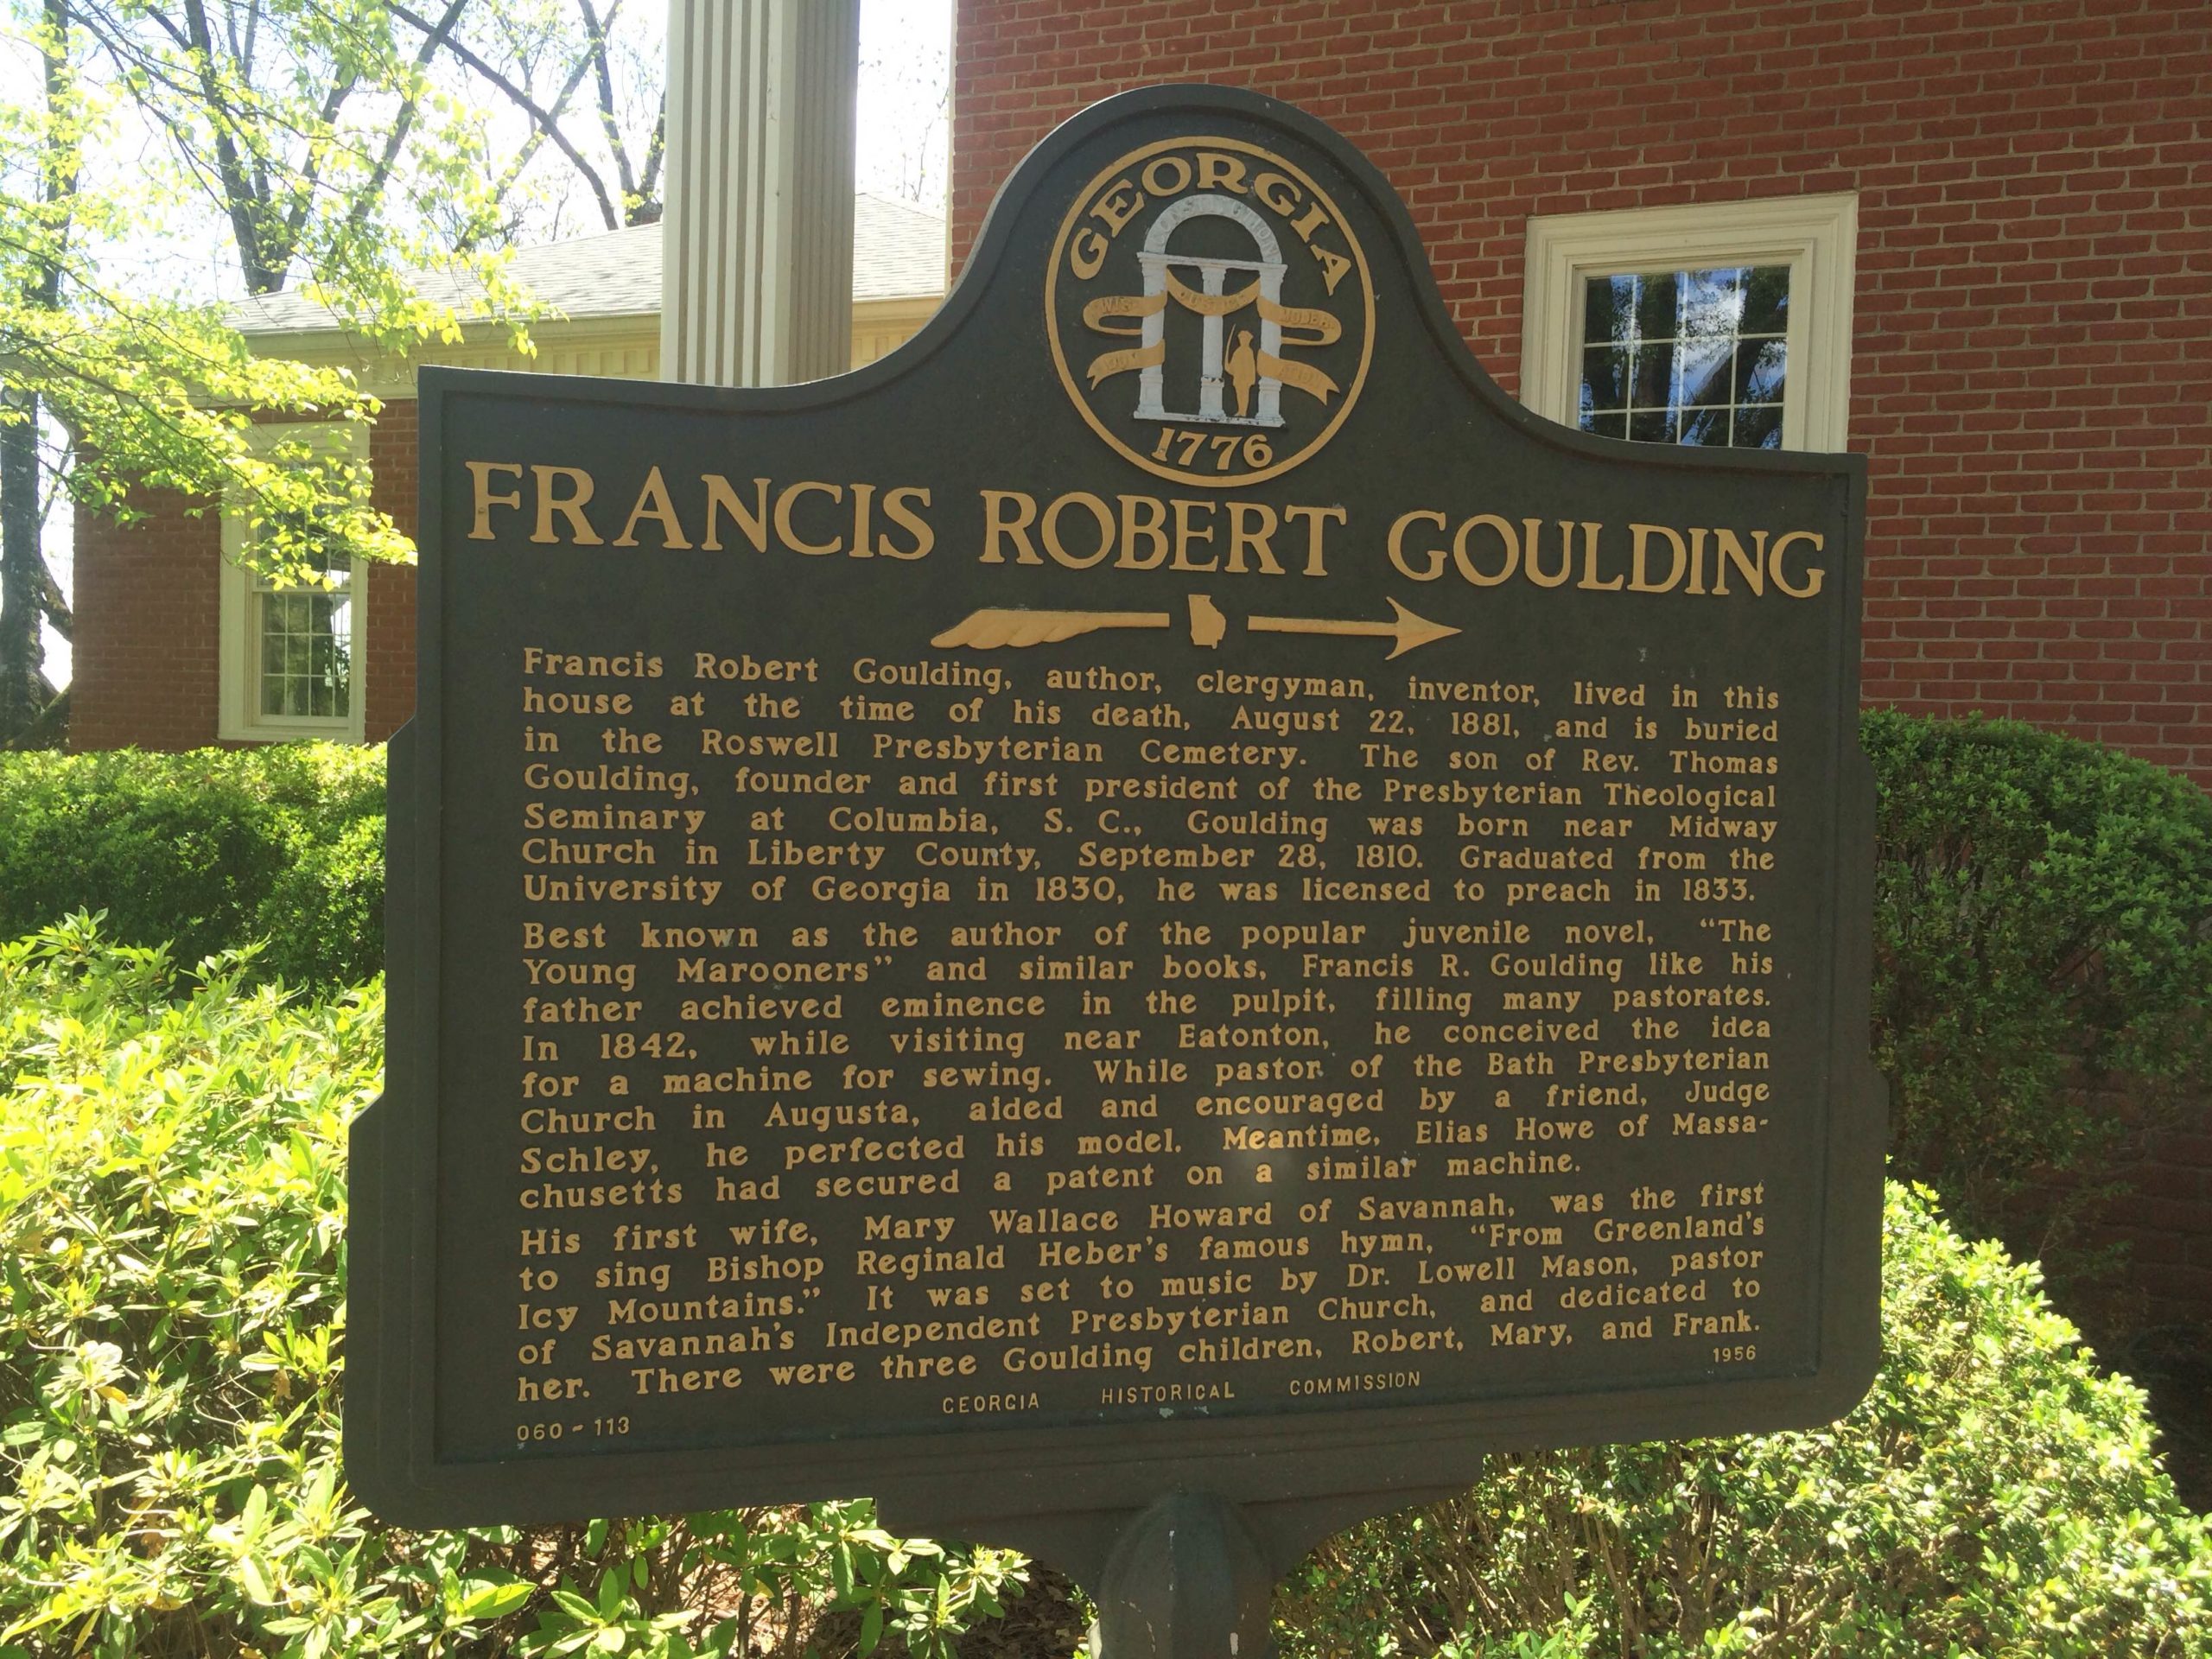 GEORGIA
CONSTITUTION
JUSTICE
1776
FRANCIS ROBERT GOULDING
Francis Robert Goulding, author, clergyman, inventor, lived in this
house at the time of his death, August 22, 1881, and is buried
in the Roswell Presbyterian Cemetery. The son of Rev. Thomas
Goulding, founder and first president of the Presbyterian Theological
Seminary at Columbia, S. C., Goulding was born near Midway
Church in Liberty County, September 28, 1810. Graduated from the
University of Georgia in 1830, he was licensed to preach in 1833.
Best known as the author of the popular juvenile novel, “The
Young Marooners” and similar books, Francis R. Goulding like his
father achieved eminence in the pulpit, filling many pastorates.
In 1842, while visiting near Eatonton, he conceived the idea
for a machine for sewing. While pastor of the Bath Presbyterian
Church in Augusta, aided and encouraged by a friend, Judge
Schley, he perfected his model. Meantime, Elias Howe of Massa-
chusetts had secured a patent on a similar machine.
His first wife, Mary Wallace Howard of Savannah, was the first
to sing Bishop Reginald Heber's famous hymn, “From Greenland's
Icy Mountains.” It was set to music by Dr. Lowell Mason, pastor
of Savannah's Independent Presbyterian Church, and dedicated to
her. There were three Goulding children, Robert, Mary, and Frank.
060-113 GEORGIA HISTORICAL COMMISSION 1956